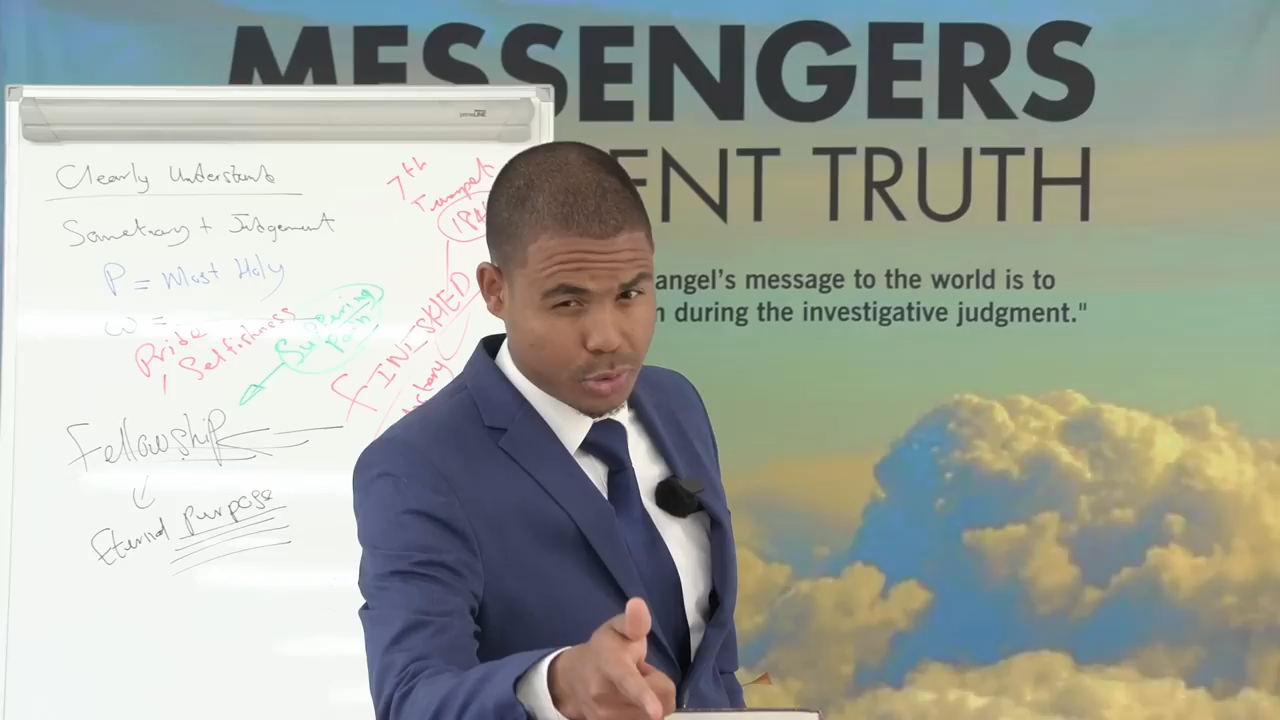 MESSENGERS
ENT TRUTH
angel's message to the world is to
during the investigative judgment."
Clearly Understand
Sanctuary + Judgement
P = Most Holy
W =
Pride
Selfishness
Suffering
Pain
7th
Trumpet
FINISHED
Fellowship
Eternal Purpose